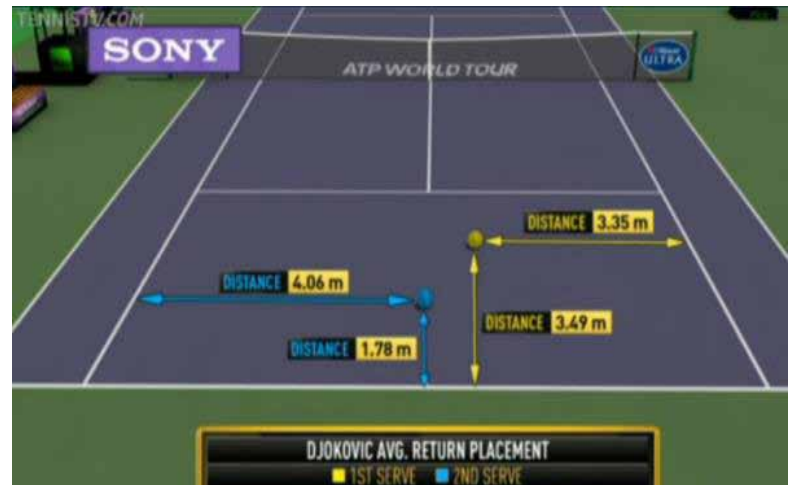 TENNISTV.COM
SONY
ATP WORLD TOUR
ULTRA
DISTANCE 3.35 m
DISTANCE 4.06 m
DISTANCE 3.49 m
DISTANCE 1.78 m
DJOKOVIC AVG. RETURN PLACEMENT
1ST SERVE 2ND SERVE